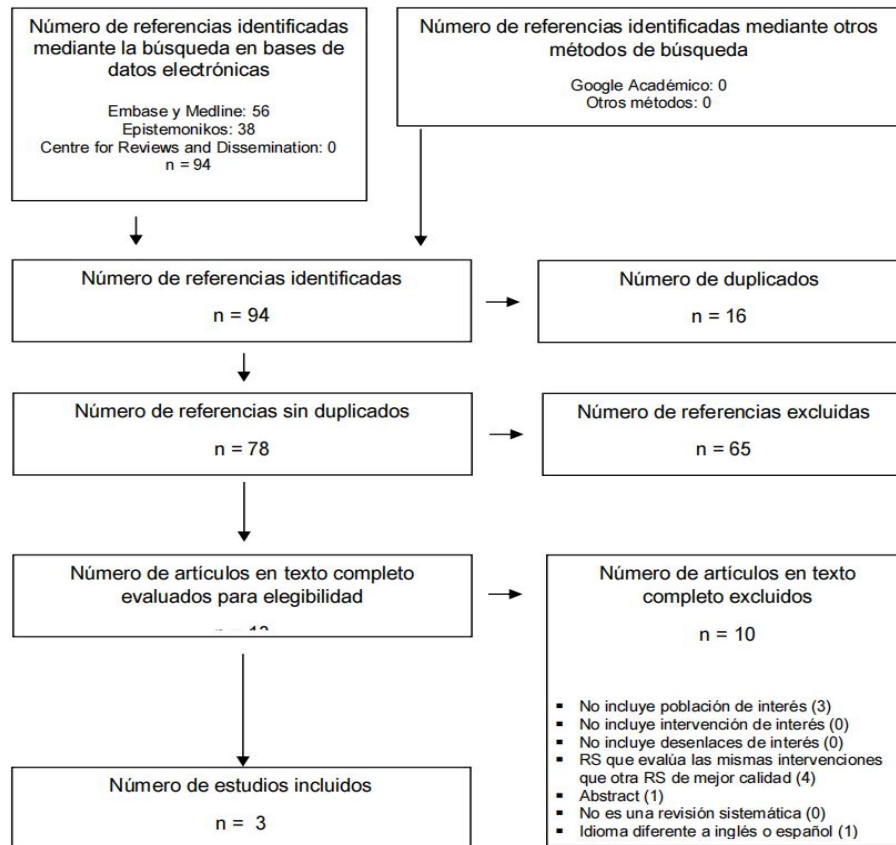 Número de referencias identificadas
mediante la búsqueda en bases de
datos electrónicas
Embase y Medline: 56
Epistemonikos: 38
Centre for Reviews and Dissemination: 0
n = 94
Número de referencias identificadas mediante otros
métodos de búsqueda
Google Académico: 0
Otros métodos: 0
Número de referencias identificadas
n = 94
Número de duplicados
n = 16
Número de referencias sin duplicados
n = 78
Número de referencias excluidas
n = 65
Número de artículos en texto completo
evaluados para elegibilidad
Número de artículos en texto
completo excluidos
n = 10
▪ No incluye población de interés (3)
▪ No incluye intervención de interés (0)
▪ No incluye desenlaces de interés (0)
▪ RS que evalúa las mismas intervenciones
que otra RS de mejor calidad (4)
▪ Abstract (1)
▪ No es una revisión sistemática (0)
▪ Idioma diferente a inglés o español (1)
Número de estudios incluidos
n = 3